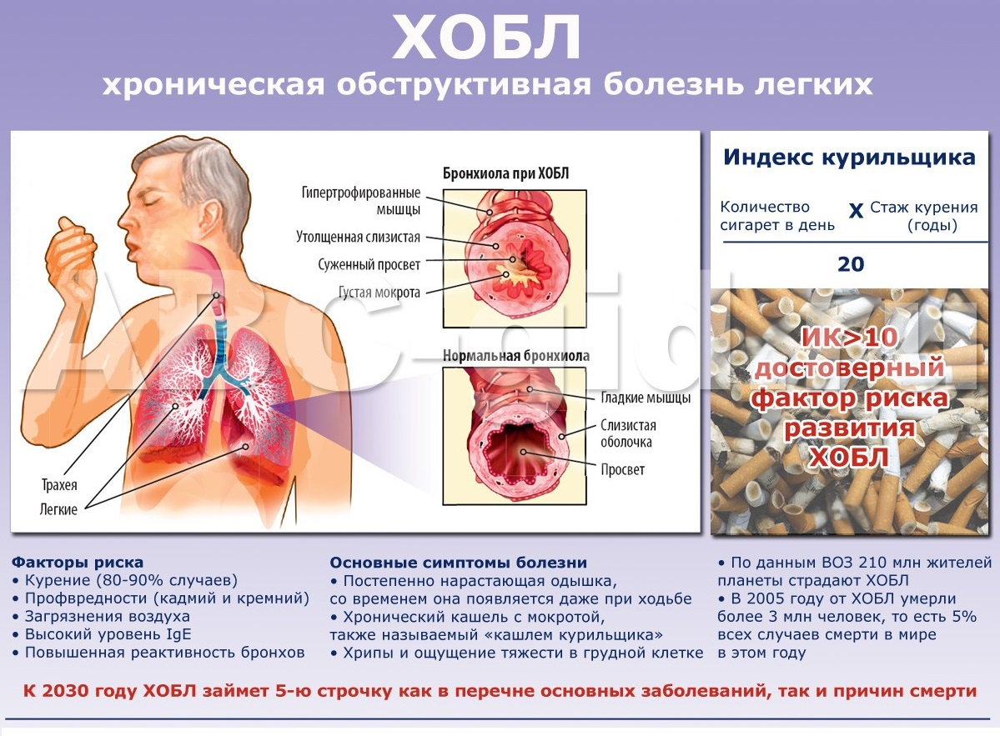 ХОБЛ
хроническая обструктивная болезнь легких
Бронхиола при ХОБЛ
Гипертрофированные
мышцы
Утолщенная слизистая
Суженный просвет
Густая мокрота
Нормальная бронхиола
Гладкие мышцы
Слизистая
оболочка
Просвет
Трахея
Легкие
Индекс курильщика
Количество
сигарет в день
X
Стаж курения
(годы)
20
ИК>10
достоверный
фактор риска
развития
ХОБЛ
Факторы риска
• Курение (80-90% случаев)
• Профвредности (кадмий и кремний)
• Загрязнения воздуха
• Высокий уровень IgE
• Повышенная реактивность бронхов
Основные симптомы болезни
• Постепенно нарастающая одышка,
со временем она появляется даже при ходьбе
• Хронический кашель с мокротой,
также называемый «кашлем курильщика»
• Хрипы и ощущение тяжести в грудной клетке
• По данным ВОЗ 210 млн жителей
планеты страдают ХОБЛ
• В 2005 году от ХОБЛ умерли
более 3 млн человек, то есть 5%
всех случаев смерти в мире
в этом году
К 2030 году ХОБЛ займет 5-ю строчку как в перечне основных заболеваний, так и причин смерти